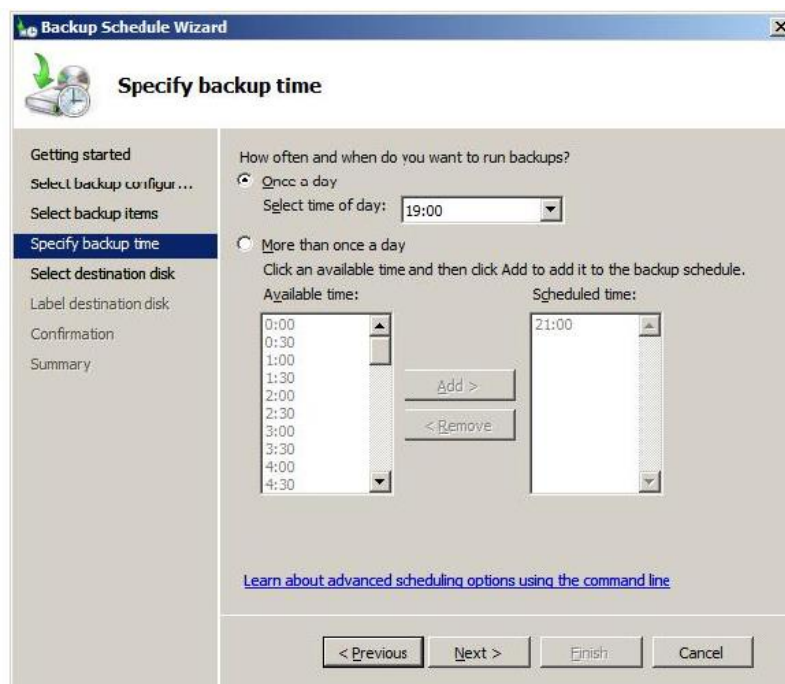 Backup Schedule Wizard
Specify backup time
Getting started
Select backup configur...
Select backup items
Specify backup time
Select destination disk
Label destination disk
Confirmation
Summary
How often and when do you want to run backups?
Once a day
Select time of day: 19:00
More than once a day
Click an available time and then click Add to add it to the backup schedule.
Available time: Scheduled time:
0:00 21:00
0:30
1:00
1:30
2:00
2:30
3:00
3:30
4:00
4:30
Add >
< Remove
Learn about advanced scheduling options using the command line
< Previous Next > Finish Cancel